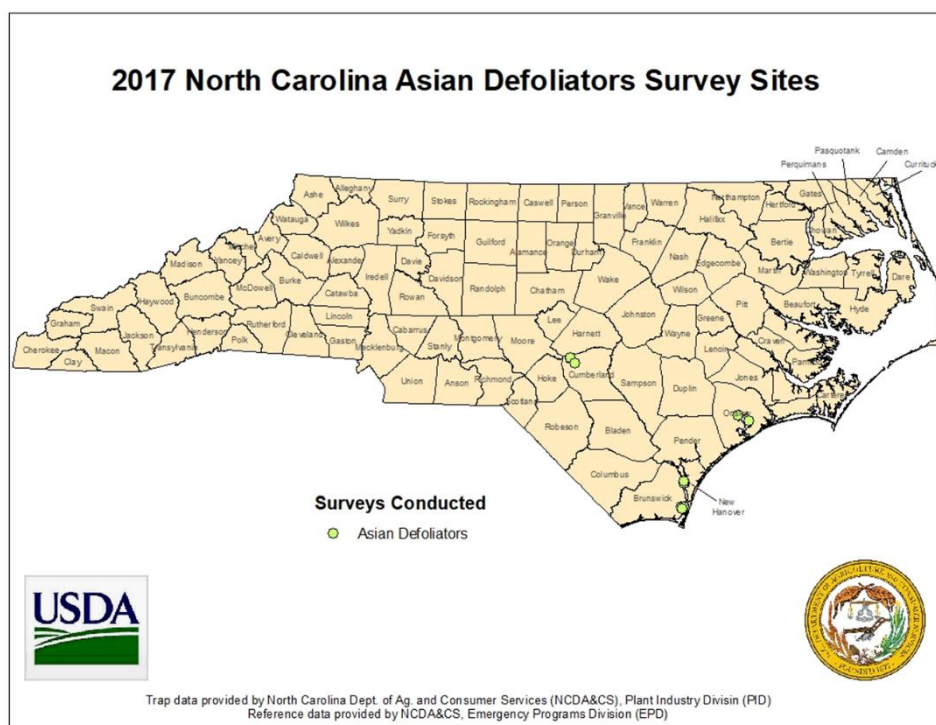 2017 North Carolina Asian Defoliators Survey Sites
Pasquotank
Camden
Perquimans
Currituck
Ashe
Alleghany
Surry
Stokes
Rockingham
Caswell
Person
Granville
Vance
Warren
Northampton
Hertford
Gates
Halifax
Chowan
Watauga
Wilkes
Yadkin
Forsyth
Guilford
Alamance
Orange
Durham
Franklin
Nash
Edgecombe
Bertie
Avery
Mitchell
Yancey
Madison
Caldwell
Alexander
Iredell
Davie
Davidson
Randolph
Chatham
Wake
Wilson
Martin
Washington
Tyrrell
Dare
Swain
Haywood
Buncombe
McDowell
Burke
Catawba
Rowan
Lee
Johnston
Greene
Pitt
Beaufort
Hyde
Graham
Jackson
Henderson
Polk
Rutherford
Cleveland
Lincoln
Gaston
Mecklenburg
Cabarrus
Stanly
Montgomery
Moore
Harnett
Wayne
Lenoir
Craven
Cherokee
Clay
Macon
Transylvania
Union
Anson
Richmond
Hoke
Cumberland
Sampson
Duplin
Jones
Scotland
Robeson
Bladen
Pender
Columbus
Brunswick
New
Hanover
Surveys Conducted
Asian Defoliators
USDA
FOUNDED 1877
Trap data provided by North Carolina Dept. of Ag. and Consumer Services (NCDA&CS), Plant Industry Divisin (PID)
Reference data provided by NCDA&CS, Emergency Programs Division (EPD)